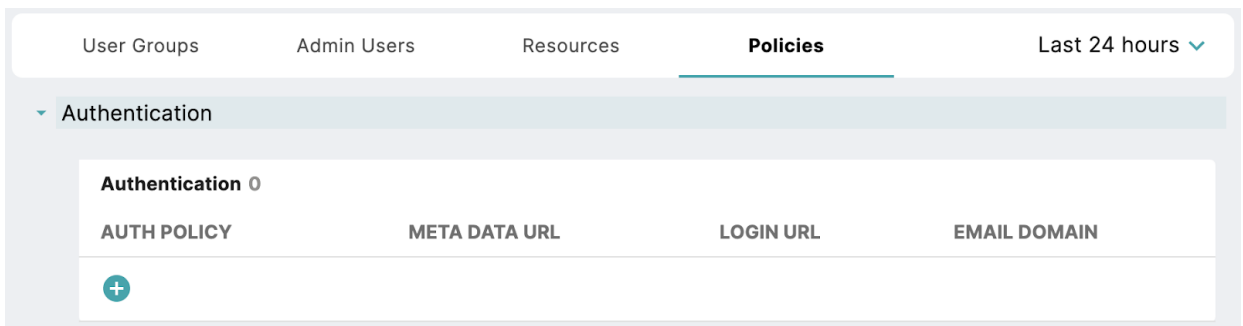 User Groups Admin Users Resources Policies Last 24 hours
Authentication
Authentication 0
AUTH POLICY META DATA URL LOGIN URL EMAIL DOMAIN